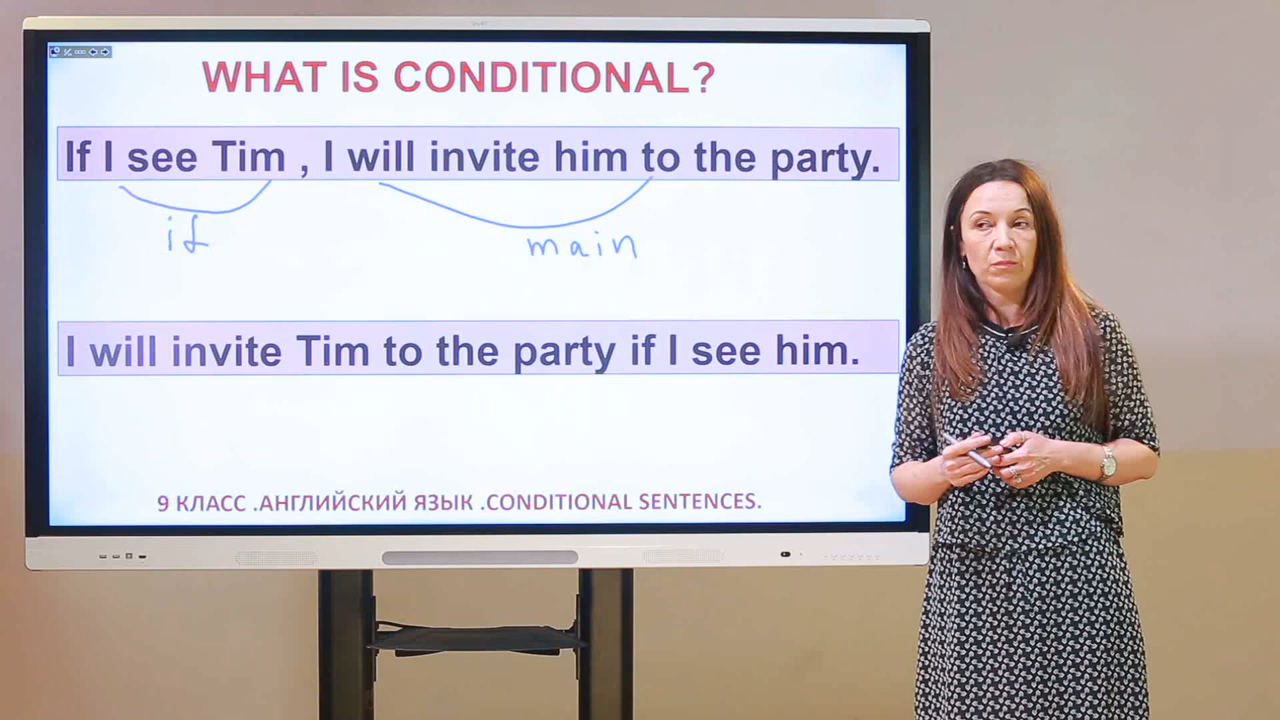 WHAT IS CONDITIONAL?
If I see Tim , I will invite him to the party.
if
main
I will invite Tim to the party if I see him.
9 КЛАСС .АНГЛИЙСКИЙ ЯЗЫК .CONDITIONAL SENTENCES.